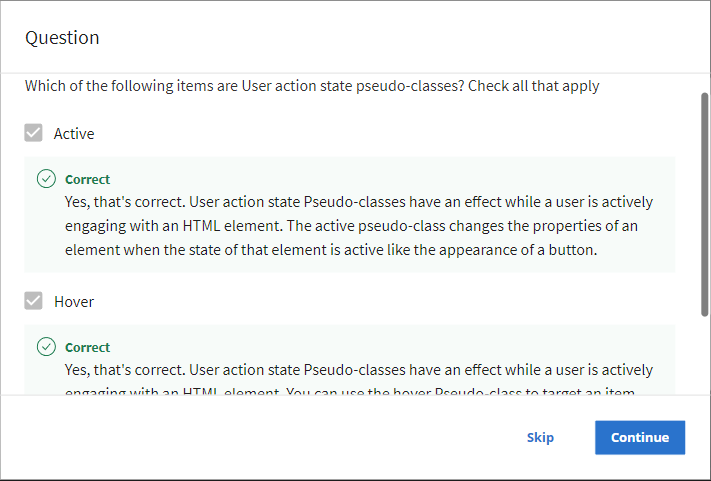 Question
Which of the following items are User action state pseudo-classes? Check all that apply
Active
Correct
Yes, that's correct. User action state Pseudo-classes have an effect while a user is actively
engaging with an HTML element. The active pseudo-class changes the properties of an
element when the state of that element is active like the appearance of a button.
Hover
Correct
Yes, that's correct. User action state Pseudo-classes have an effect while a user is actively
engaging with an HTML element. You can use the hover Pseudo-class to target an item
Skip
Continue